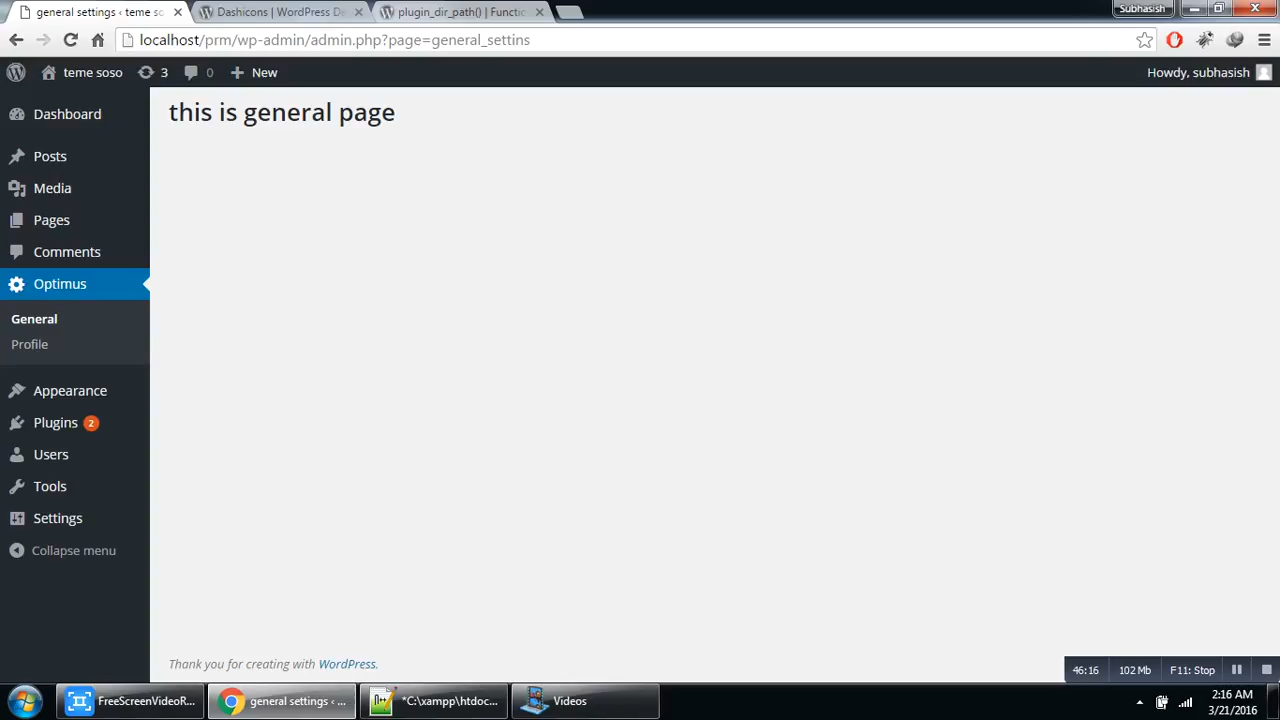 general settings ‹ teme so
Dashicons | WordPress De
plugin_dir_path() | Functio
Subhasish
localhost/prm/wp-admin/admin.php?page=general_settins
teme soso
3
0
New
Howdy, subhasish
Dashboard
Posts
Media
Pages
Comments
Optimus
General
Profile
Appearance
Plugins 2
Users
Tools
Settings
Collapse menu
this is general page
Thank you for creating with WordPress.
46:16
102 Mb
F11: Stop
FreeScreenVideoR...
general settings ‹ ...
*C:\xampp\htdoc...
Videos
2:16 AM
3/21/2016